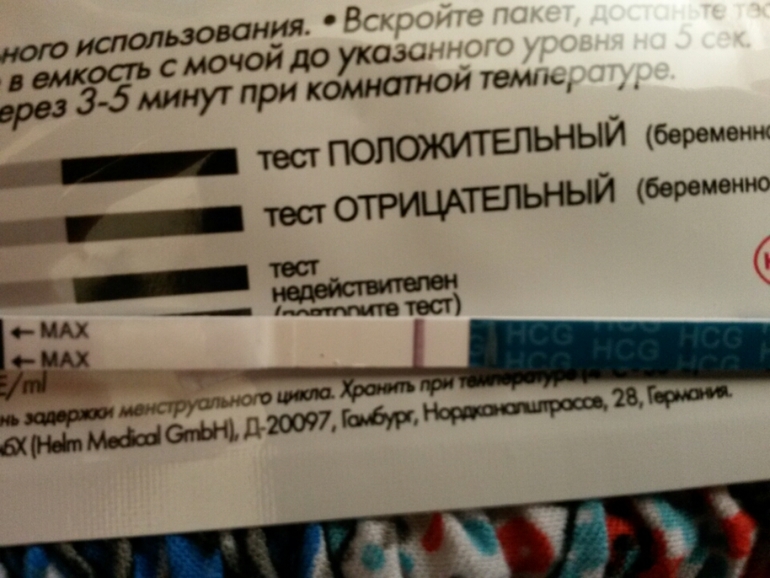 ного использования. • Вскройте пакет, достаньте
в емкость с мочой до указанного уровня на 5 сек.
ерез 3-5 минут при комнатной температуре.
тест ПОЛОЖИТЕЛЬНЫЙ (беременно
тест ОТРИЦАТЕЛЬНЫЙ (беременно
тест
недействителен
(повторите тест)
←MAX
←MAX
HCG HCG HCG
HCG HCG HCG
E/ml
нь задержки менструального цикла. Хранить при температуре
(Helm Medical GmbH), Д-20097, Гамбург, Нордканалштрассе, 28, Германия.